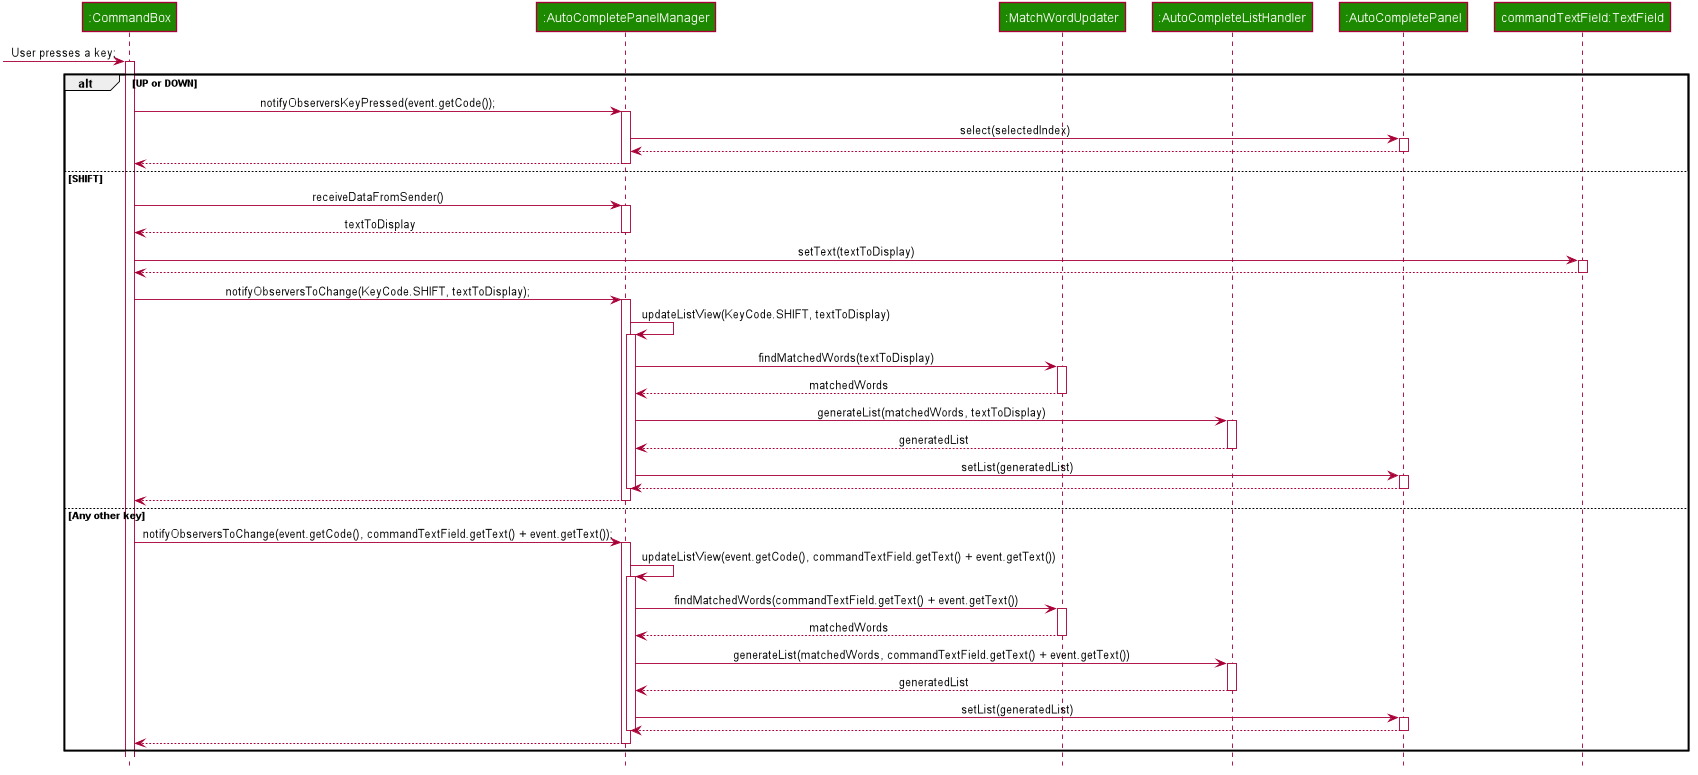 :CommandBox :AutoCompletePanelManager :MatchWordUpdater :AutoCompleteListHandler :AutoCompletePanel commandTextField:TextField
User presses a key;
alt [UP or DOWN]
notifyObserversKeyPressed(event.getCode());
select(selectedIndex)
[SHIFT]
receiveDataFromSender()
textToDisplay
setText(textToDisplay)
notifyObserversToChange(KeyCode.SHIFT, textToDisplay);
updateListView(KeyCode.SHIFT, textToDisplay)
findMatchedWords(textToDisplay)
matchedWords
generateList(matchedWords, textToDisplay)
generatedList
setList(generatedList)
[Any other key]
notifyObserversToChange(event.getCode(), commandTextField.getText() + event.getText());
updateListView(event.getCode(), commandTextField.getText() + event.getText())
findMatchedWords(commandTextField.getText() + event.getText())
matchedWords
generateList(matchedWords, commandTextField.getText() + event.getText())
generatedList
setList(generatedList)